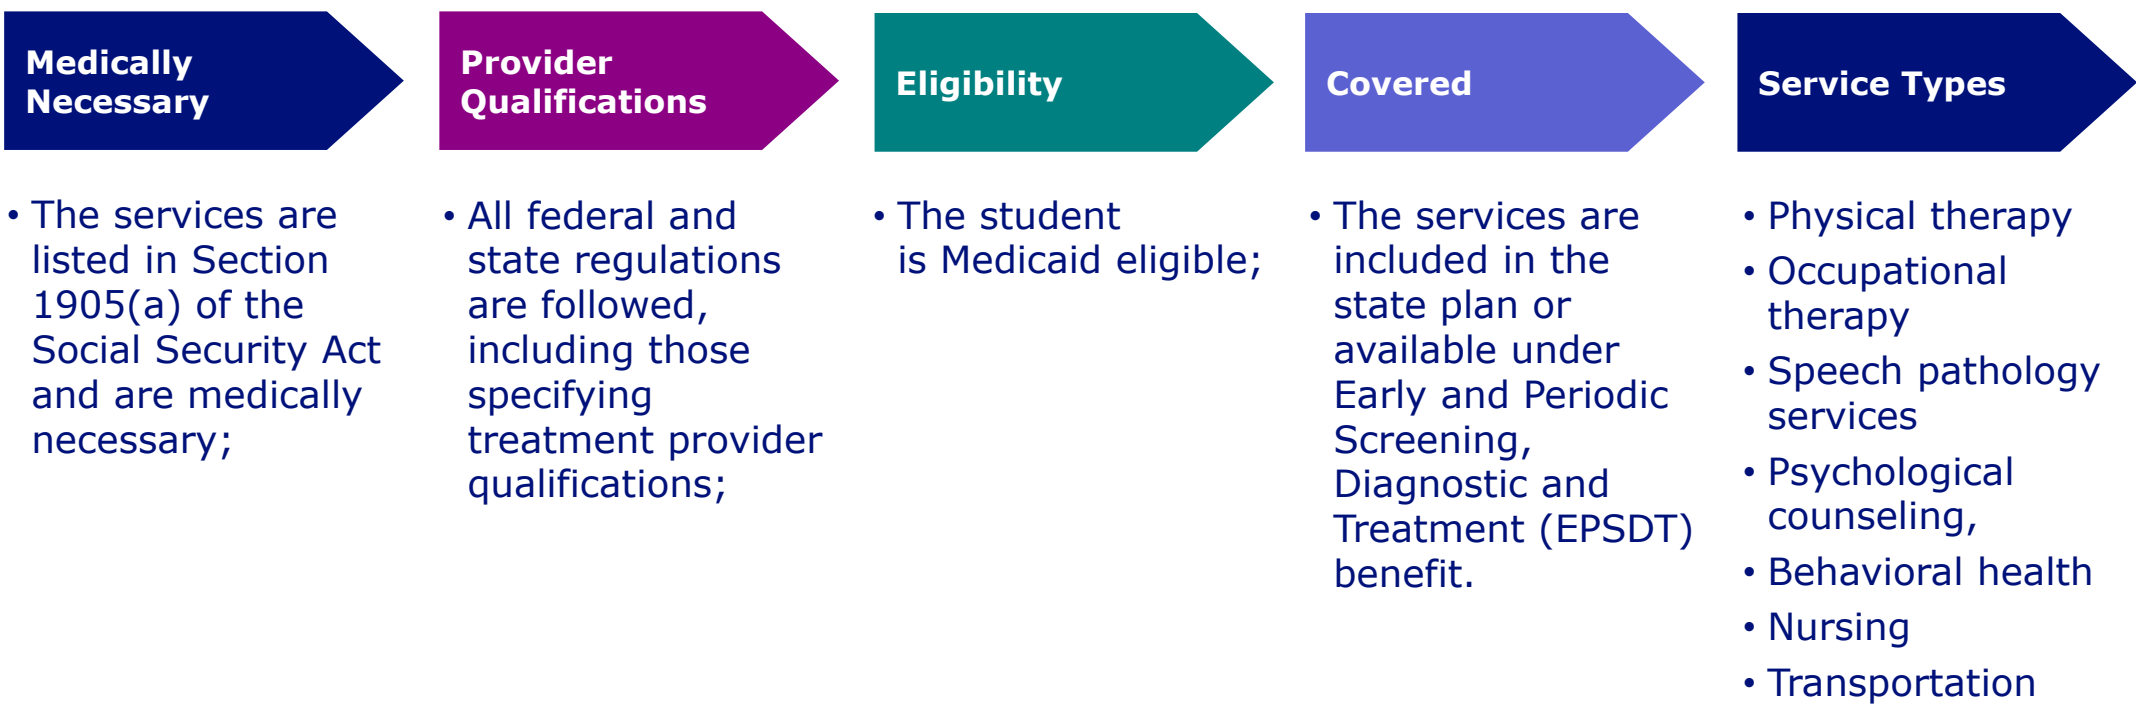 Medically
Necessary
• The services are
listed in Section
1905(a) of the
Social Security Act
and are medically
necessary;
Provider
Qualifications
• All federal and
state regulations
are followed,
including those
specifying
treatment provider
qualifications;
Eligibility
• The student
is Medicaid eligible;
Covered
• The services are
included in the
state plan or
available under
Early and Periodic
Screening,
Diagnostic and
Treatment (EPSDT)
benefit.
Service Types
• Physical therapy
• Occupational
therapy
• Speech pathology
services
• Psychological
counseling,
• Behavioral health
• Nursing
• Transportation